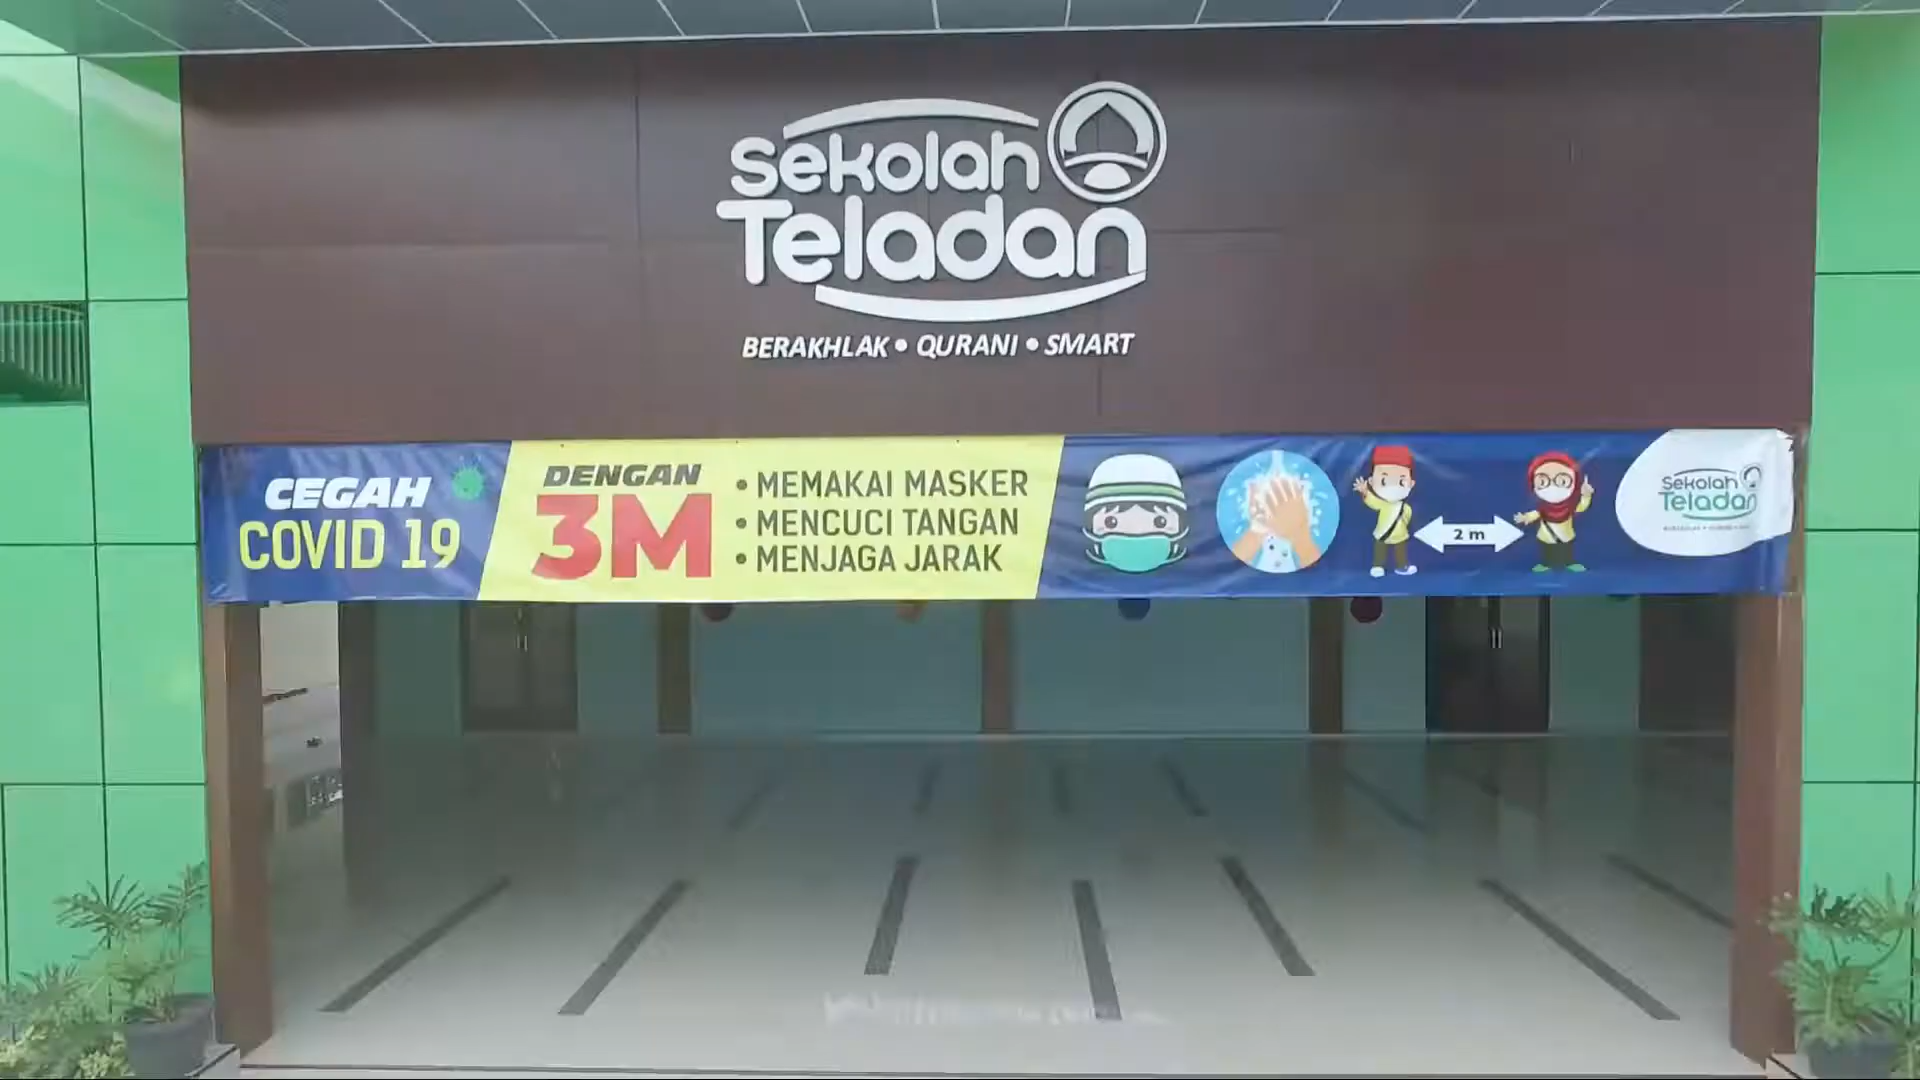 Sekolah
Teladan
BERAKHLAK • QURANI • SMART
CEGAH
COVID 19
DENGAN
3M
• MEMAKAI MASKER
• MENCUCI TANGAN
• MENJAGA JARAK
2 m
Sekolah
Teladan